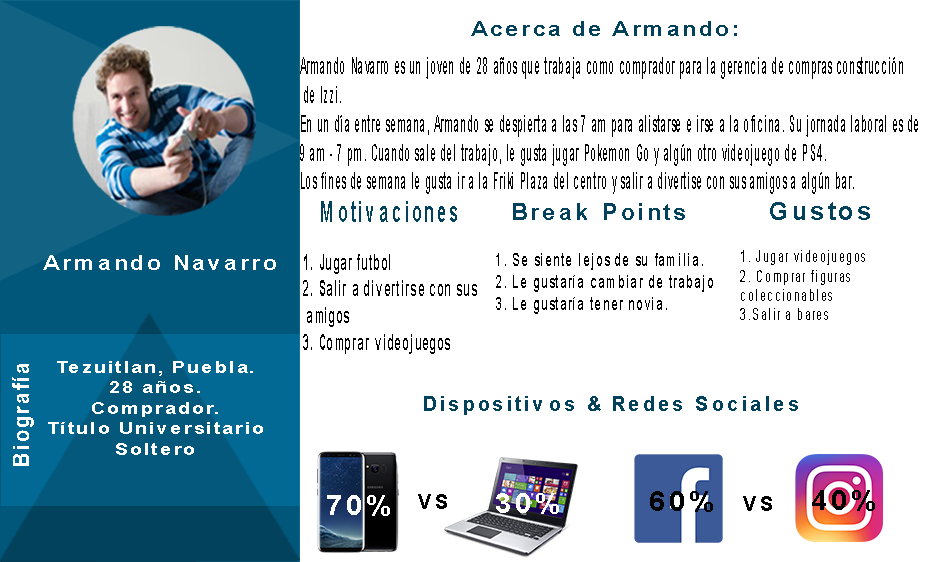 Acerca de Armando:
Armando Navarro es un joven de 28 años que trabaja como comprador para la gerencia de compras construcción
de Izzi.
En un día entre semana, Armando se despierta a las 7 am para alistarse e irse a la oficina. Su jornada laboral es de
9 am - 7 pm. Cuando sale del trabajo, le gusta jugar Pokemon Go y algún otro videojuego de PS4.
Los fines de semana le gusta ir a la Friki Plaza del centro y salir a divertise con sus amigos a algún bar.
Armando Navarro
Biografía
Tezuitlan, Puebla.
28 años.
Comprador.
Título Universitario
Soltero
Motivaciones
1. Jugar futbol
2. Salir a divertirse con sus
amigos
3. Comprar videojuegos
Break Points
1. Se siente lejos de su familia.
2. Le gustaría cambiar de trabajo
3. Le gustaría tener novia.
Gustos
1. Jugar videojuegos
2. Comprar figuras
coleccionables
3.Salir a bares
Dispositivos & Redes Sociales
70% vs 30%
60% vs 40%